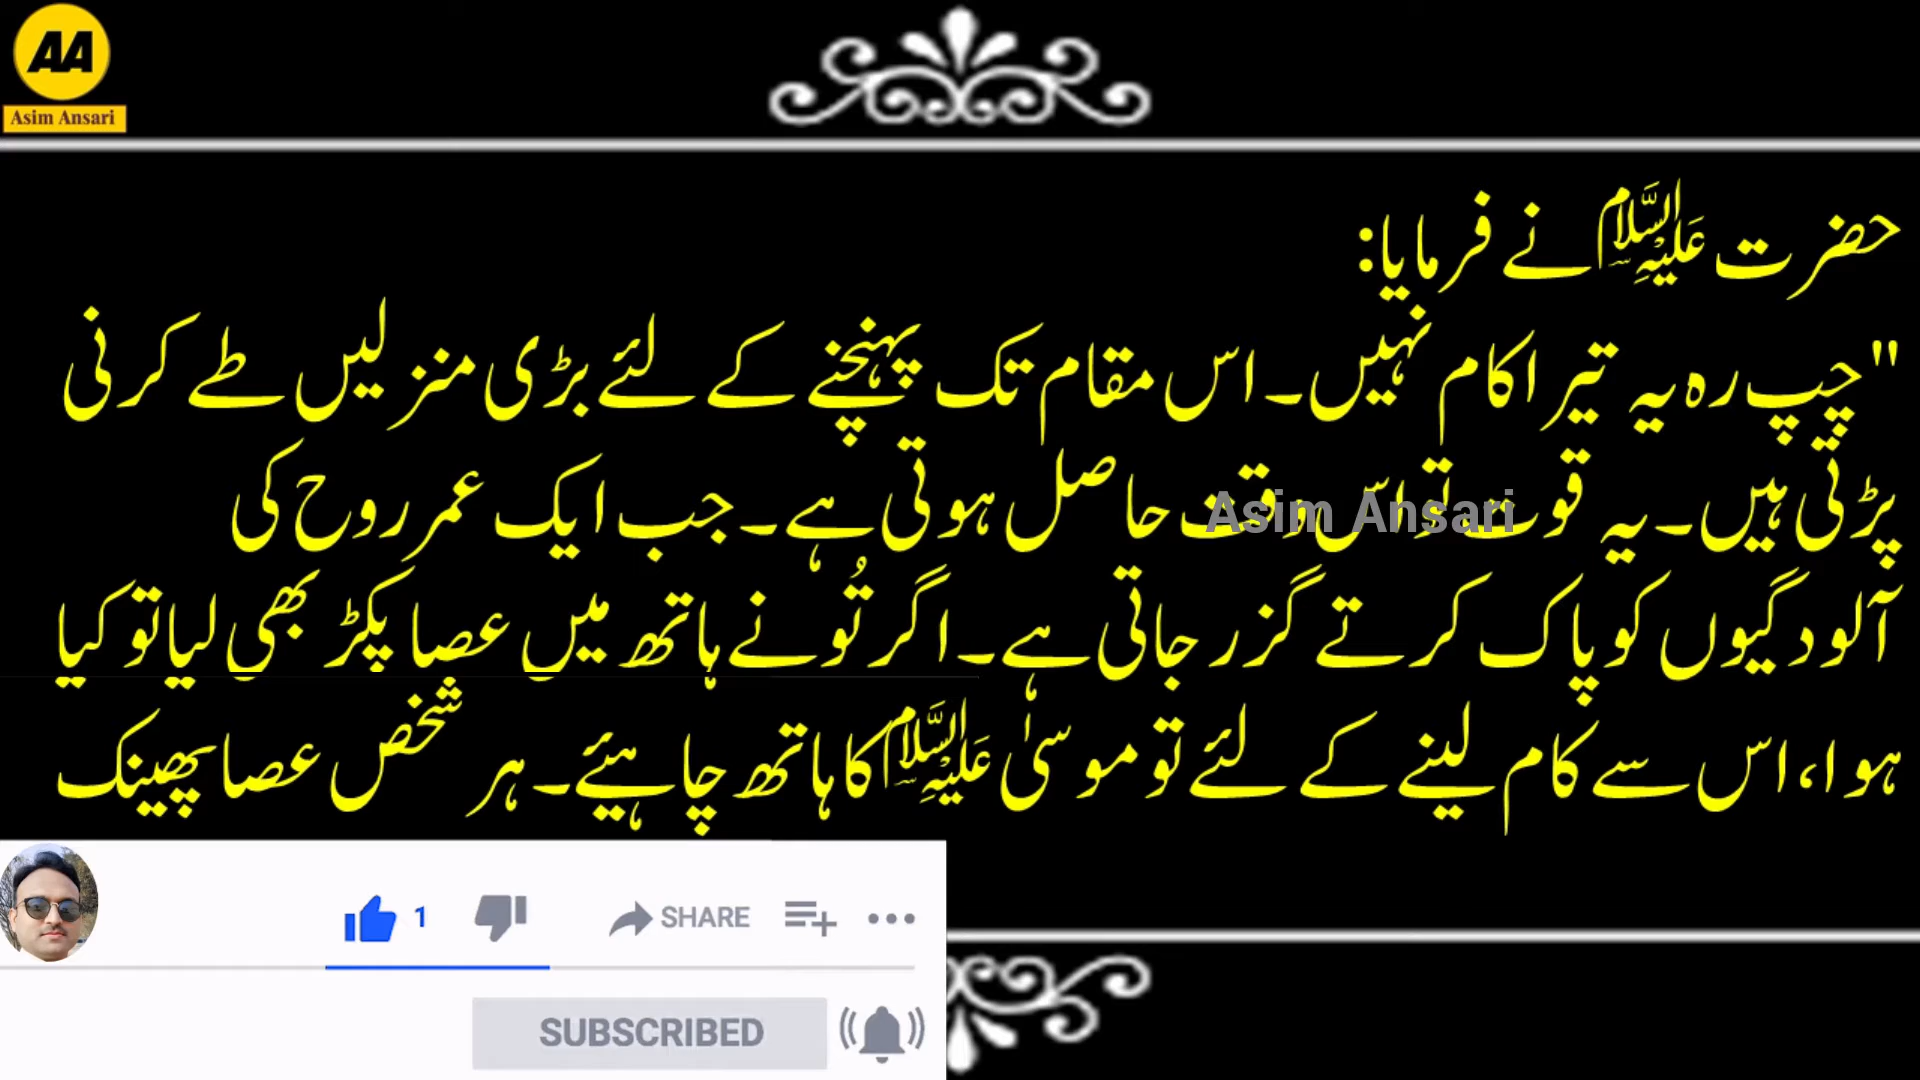 AA
Asim Ansari
حضرت علیہ السلام نے فرمایا:
"چپ رہ یہ تیرا کام نہیں۔ اس مقام تک پہنچنے کے لئے بڑی منزلیں طے کرنی
پڑتی ہیں۔ یہ قوت تو اس وقت حاصل ہوتی ہے۔ جب ایک عمر روح کی
Asim Ansari
آلودگیوں کو پاک کرتے گزر جاتی ہے۔ اگر تُو نے ہاتھ میں عصا پکڑ بھی لیا تو کیا
ہوا، اس سے کام لینے کے لئے تو موسیٰ علیہ السلام کا ہاتھ چاہیئے۔ ہر شخص عصا پھینک
1 SHARE
SUBSCRIBED